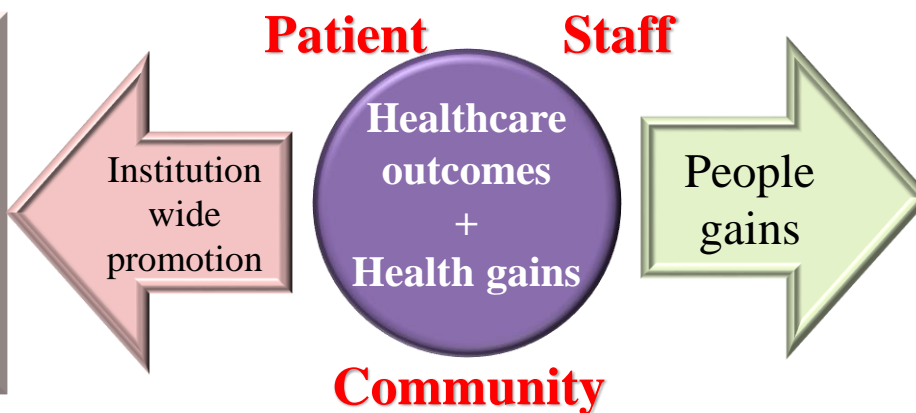 Patient Staff
Institution
wide
promotion
Healthcare
outcomes
+
Health gains
People
gains
Community